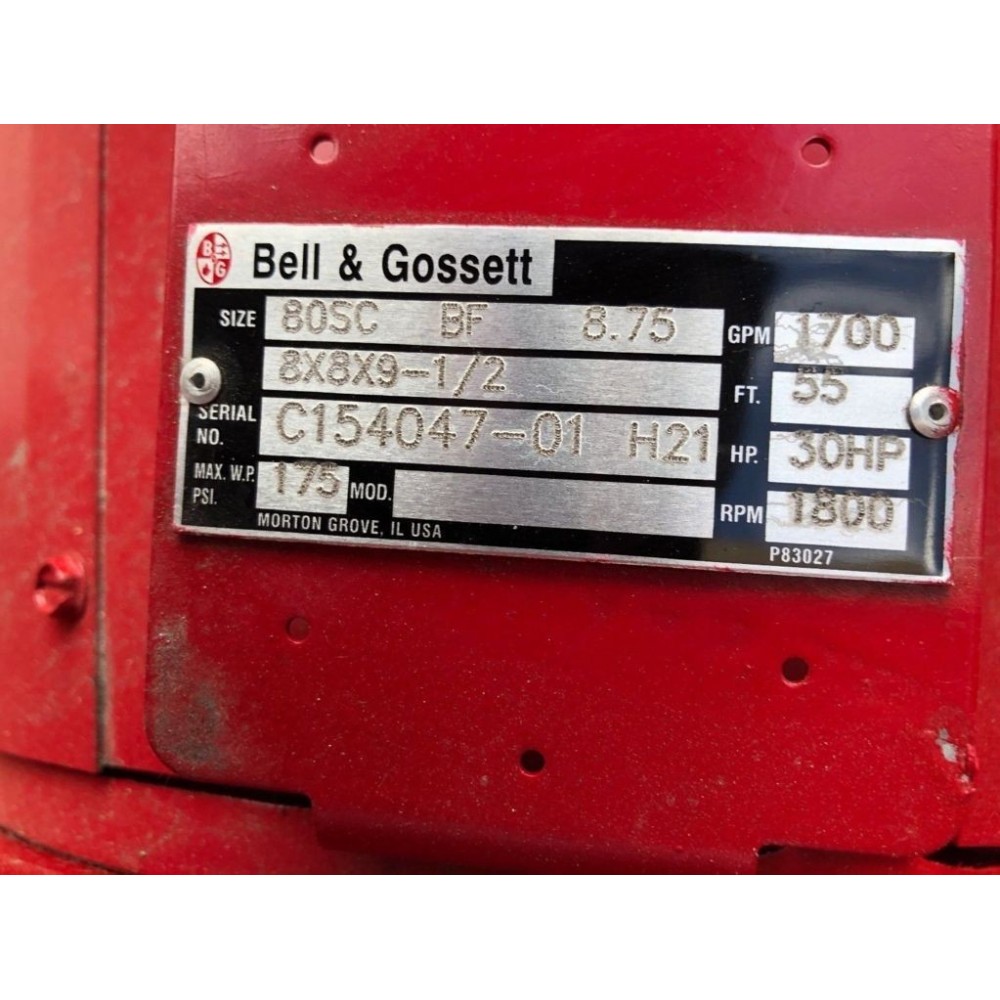 B G Bell & Gossett
SIZE 80SC BF 8.75 GPM 1700
8X8X9-1/2 FT. 55
SERIAL NO. C154047-01 H21 HP. 30HP
MAX. W.P. PSI. 175 MOD. RPM 1800
MORTON GROVE, IL USA
P83027